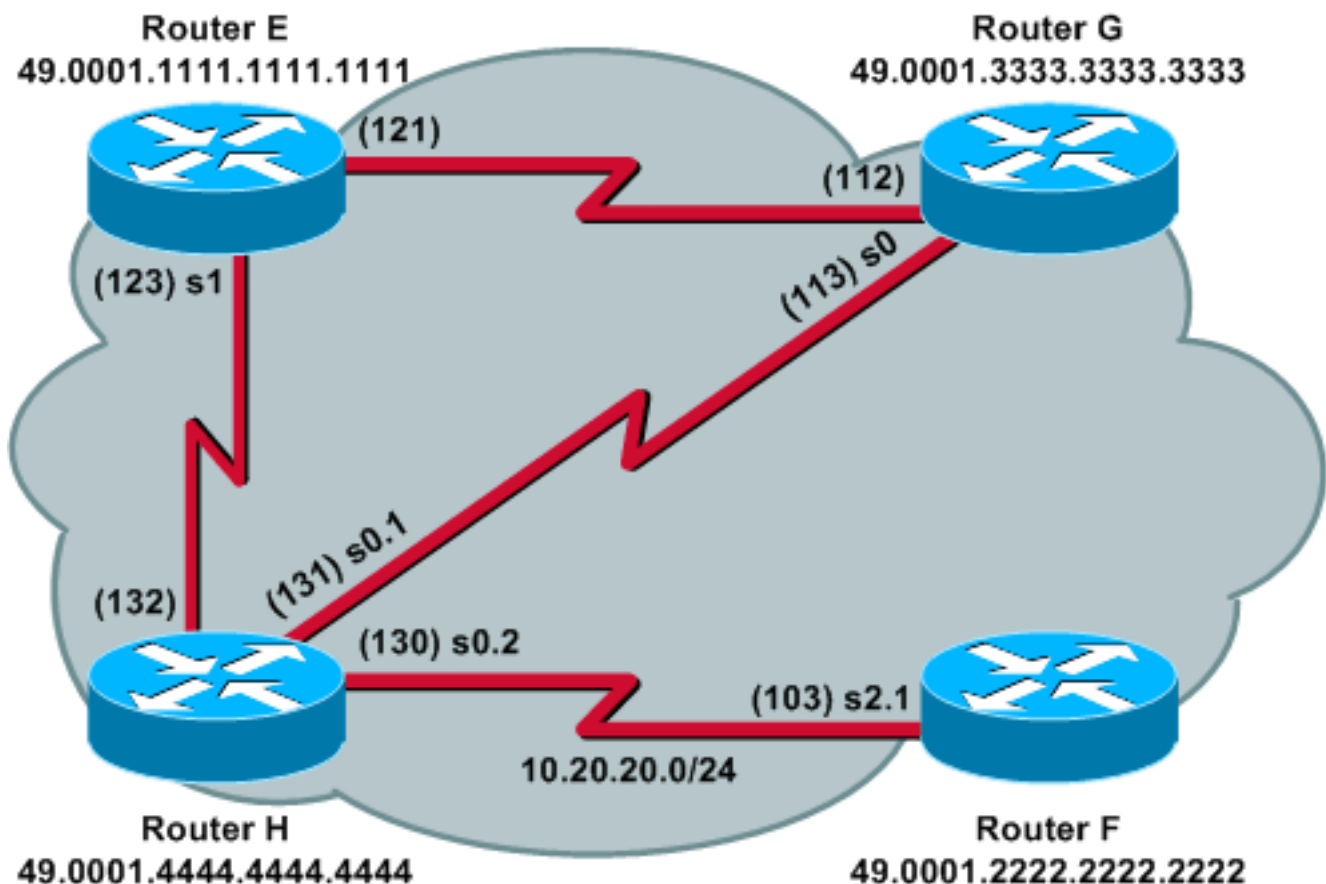 Router E
49.0001.1111.1111.1111
Router G
49.0001.3333.3333.3333
(121)
(112)
(123) s1
(113) s0
(132)
(131) s0.1
(130) s0.2
(103) s2.1
10.20.20.0/24
Router H
49.0001.4444.4444.4444
Router F
49.0001.2222.2222.2222